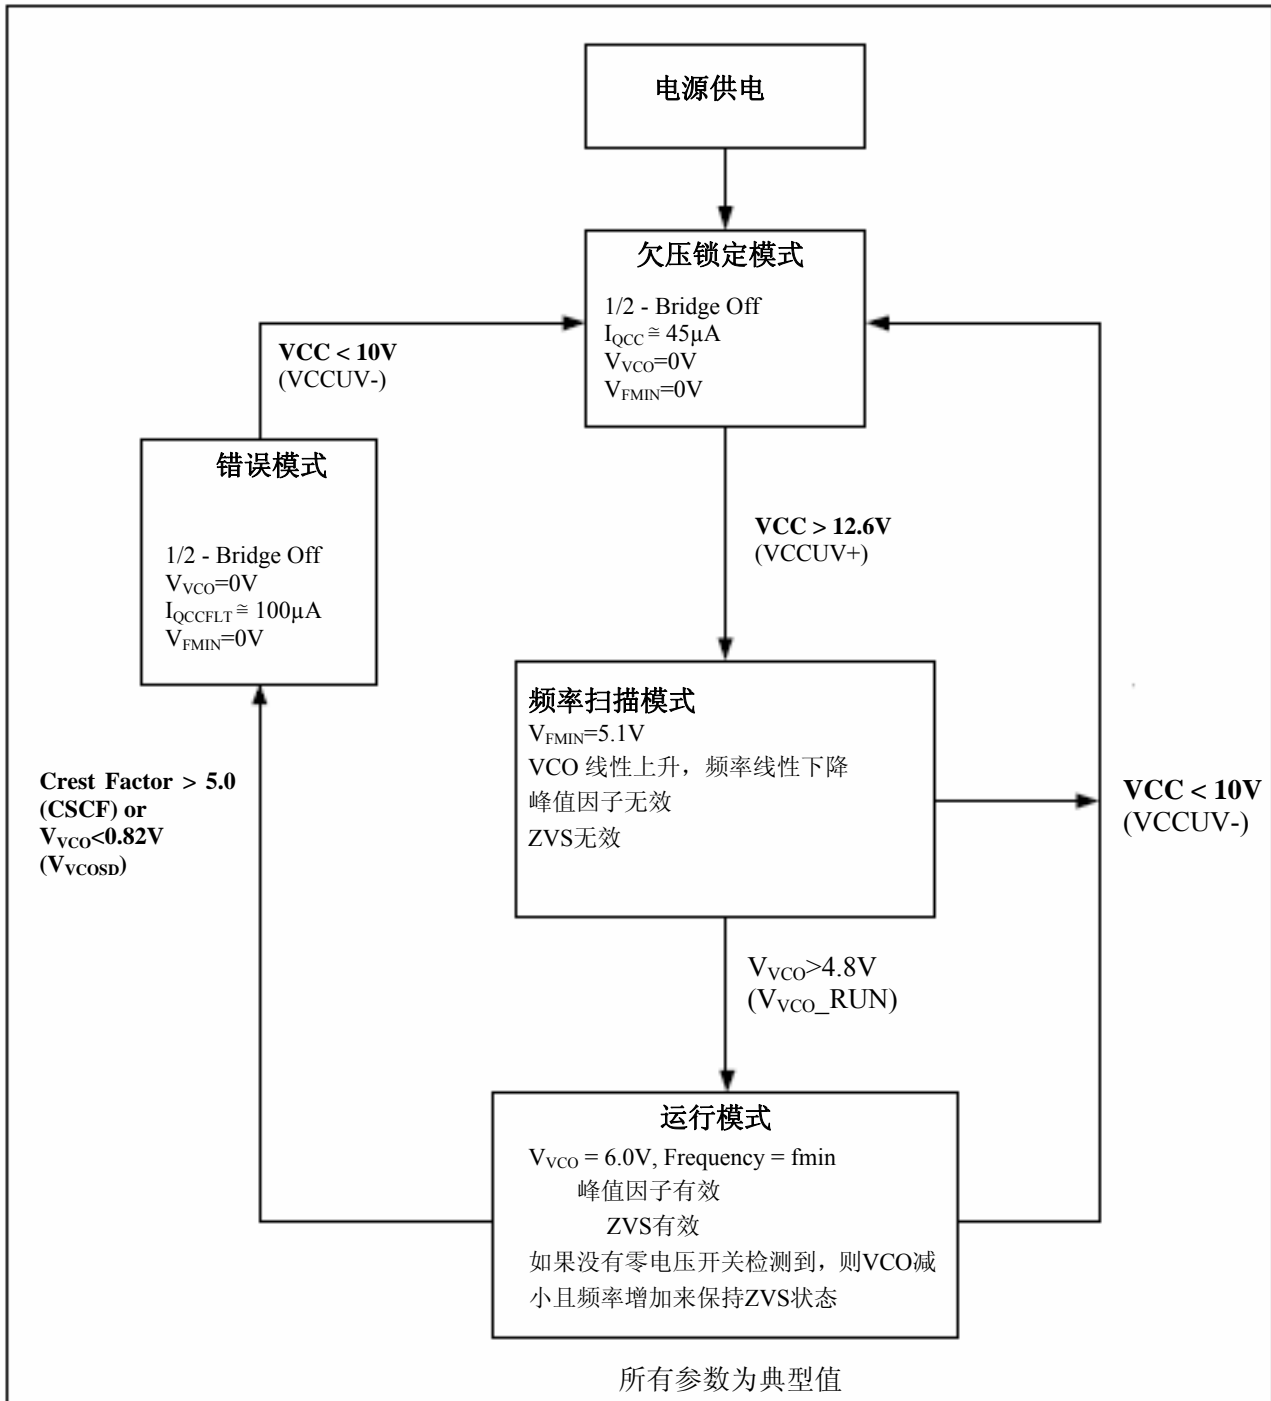 电源供电
欠压锁定模式
1/2 - Bridge Off
IQCC ≅ 45µA
VVCO=0V
VFMIN=0V
VCC < 10V
(VCCUV-)
错误模式
1/2 - Bridge Off
VVCO=0V
IQCCFLT ≅ 100µA
VFMIN=0V
VCC > 12.6V
(VCCUV+)
频率扫描模式
VFMIN=5.1V
VCO 线性上升，频率线性下降
峰值因子无效
ZVS无效
Crest Factor > 5.0
(CSCF) or
VVCO<0.82V
(VVCOSD)
VCC < 10V
(VCCUV-)
VVCO>4.8V
(VVCO_RUN)
运行模式
VVCO = 6.0V, Frequency = fmin
峰值因子有效
ZVS有效
如果没有零电压开关检测到，则VCO减
小且频率增加来保持ZVS状态
所有参数为典型值